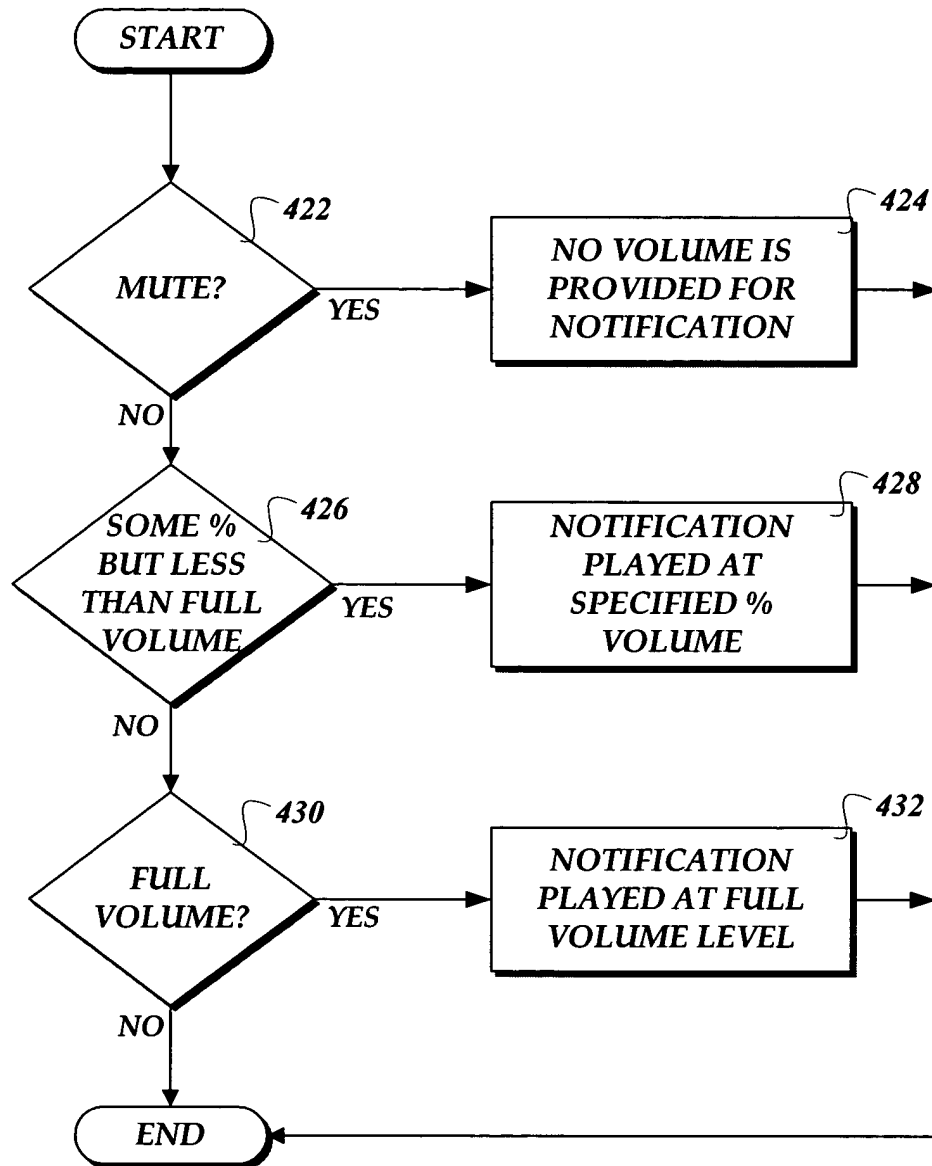 START
422
MUTE?
YES
NO
424
NO VOLUME IS
PROVIDED FOR
NOTIFICATION
426
SOME %
BUT LESS
THAN FULL
VOLUME
YES
NO
428
NOTIFICATION
PLAYED AT
SPECIFIED %
VOLUME
430
FULL
VOLUME?
YES
NO
432
NOTIFICATION
PLAYED AT FULL
VOLUME LEVEL
END